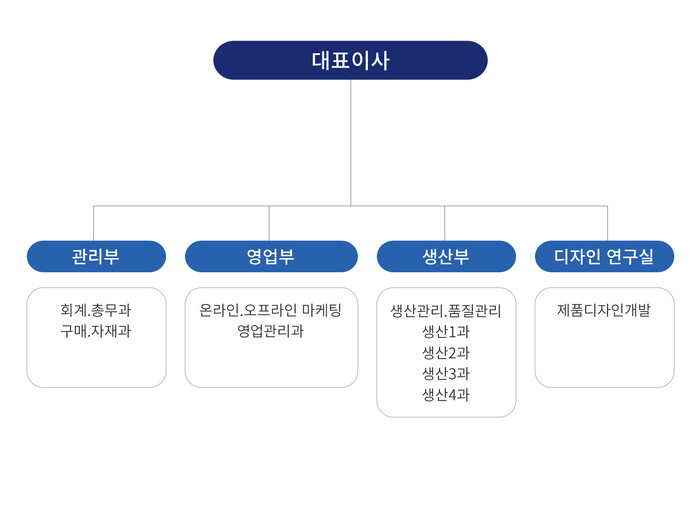 대표이사
관리부
영업부
생산부
디자인 연구실
회계.총무과
구매.자재과
온라인.오프라인 마케팅
영업관리과
생산관리.품질관리
생산1과
생산2과
생산3과
생산4과
제품디자인개발